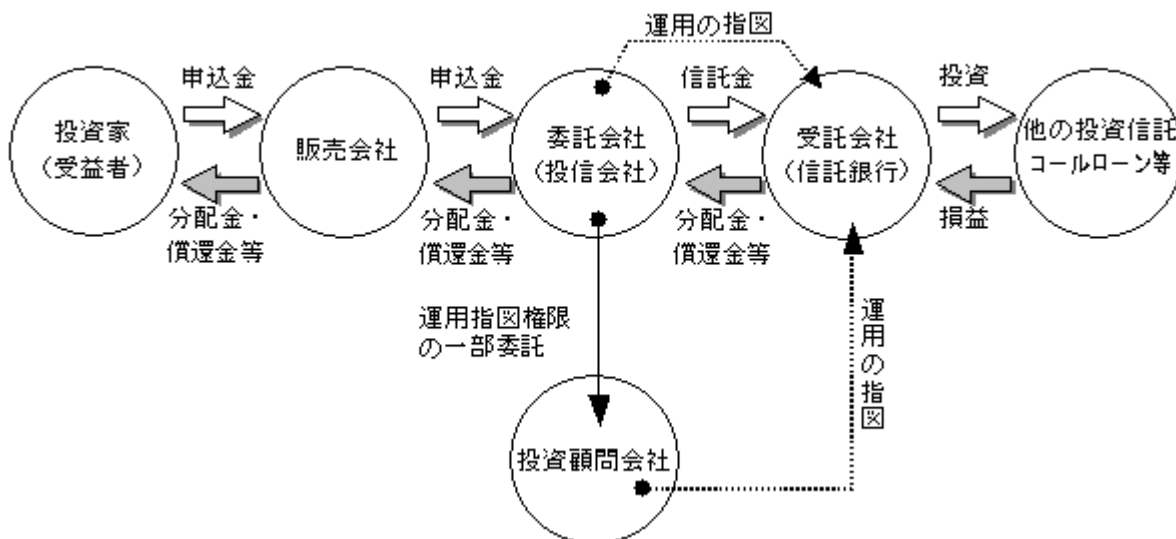 運用の指図
申込金
申込金
信託金
投資
投資家
（受益者）
販売会社
委託会社
（投信会社）
受託会社
（信託銀行）
他の投資信託
コールローン等
分配金・
償還金等
分配金・
償還金等
分配金・
償還金等
損益
運用指図権限
の一部委託
運用の指図
投資顧問会社